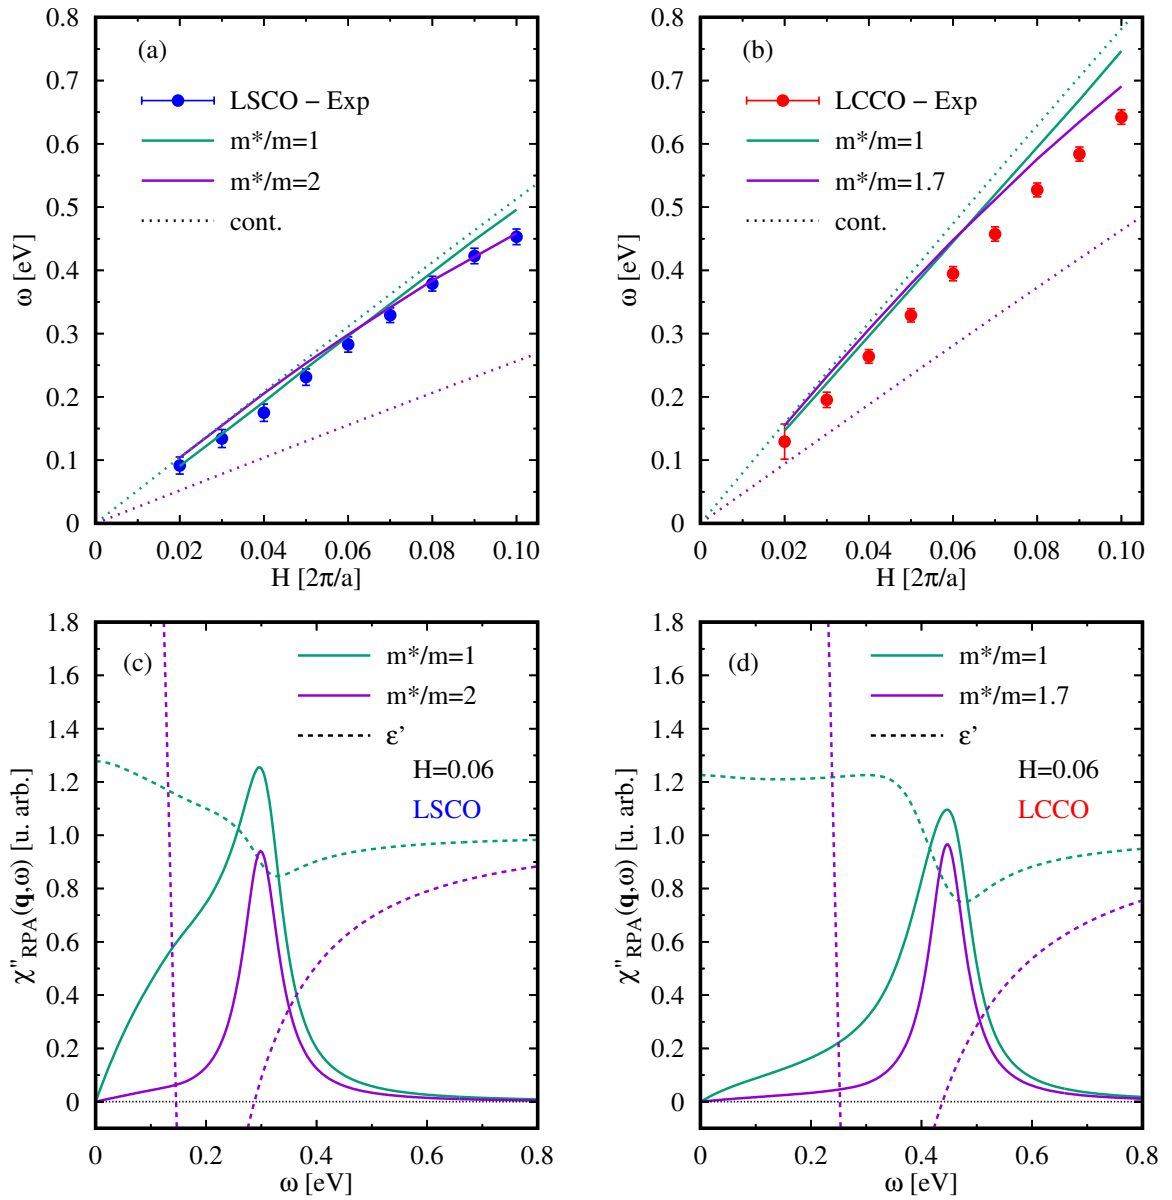 (a)
LSCO – Exp
m*/m=1
m*/m=2
cont.
ω [eV]
0.8
0.7
0.6
0.5
0.4
0.3
0.2
0.1
0
0 0.02 0.04 0.06 0.08 0.10
H [2π/a]
(b)
LCCO – Exp
m*/m=1
m*/m=1.7
cont.
ω [eV]
0.8
0.7
0.6
0.5
0.4
0.3
0.2
0.1
0
0 0.02 0.04 0.06 0.08 0.10
H [2π/a]
(c)
m*/m=1
m*/m=2
ε’
H=0.06
LSCO
χ"RPA(q,ω) [u. arb.]
1.8
1.6
1.4
1.2
1.0
0.8
0.6
0.4
0.2
0
0 0.2 0.4 0.6 0.8
ω [eV]
(d)
m*/m=1
m*/m=1.7
ε’
H=0.06
LCCO
χ"RPA(q,ω) [u. arb.]
1.8
1.6
1.4
1.2
1.0
0.8
0.6
0.4
0.2
0
0 0.2 0.4 0.6 0.8
ω [eV]